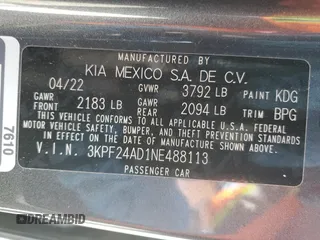 MANUFACTURED BY
KIA MEXICO S.A. DE C.V.
04/22 GVWR 3792 LB PAINT KDG
GAWR FRONT 2183 LB GAWR REAR 2094 LB TRIM BPG
THIS VEHICLE CONFORMS TO ALL APPLICABLE U.S.A. FEDERAL
MOTOR VEHICLE SAFETY, BUMPER, AND THEFT PREVENTION
STANDARDS IN EFFECT ON THE DATE OF MANUFACTURE
SHOWN ABOVE.
V.I.N. 3KPF24AD1NE488113
PASSENGER CAR
7610
DREAMBID